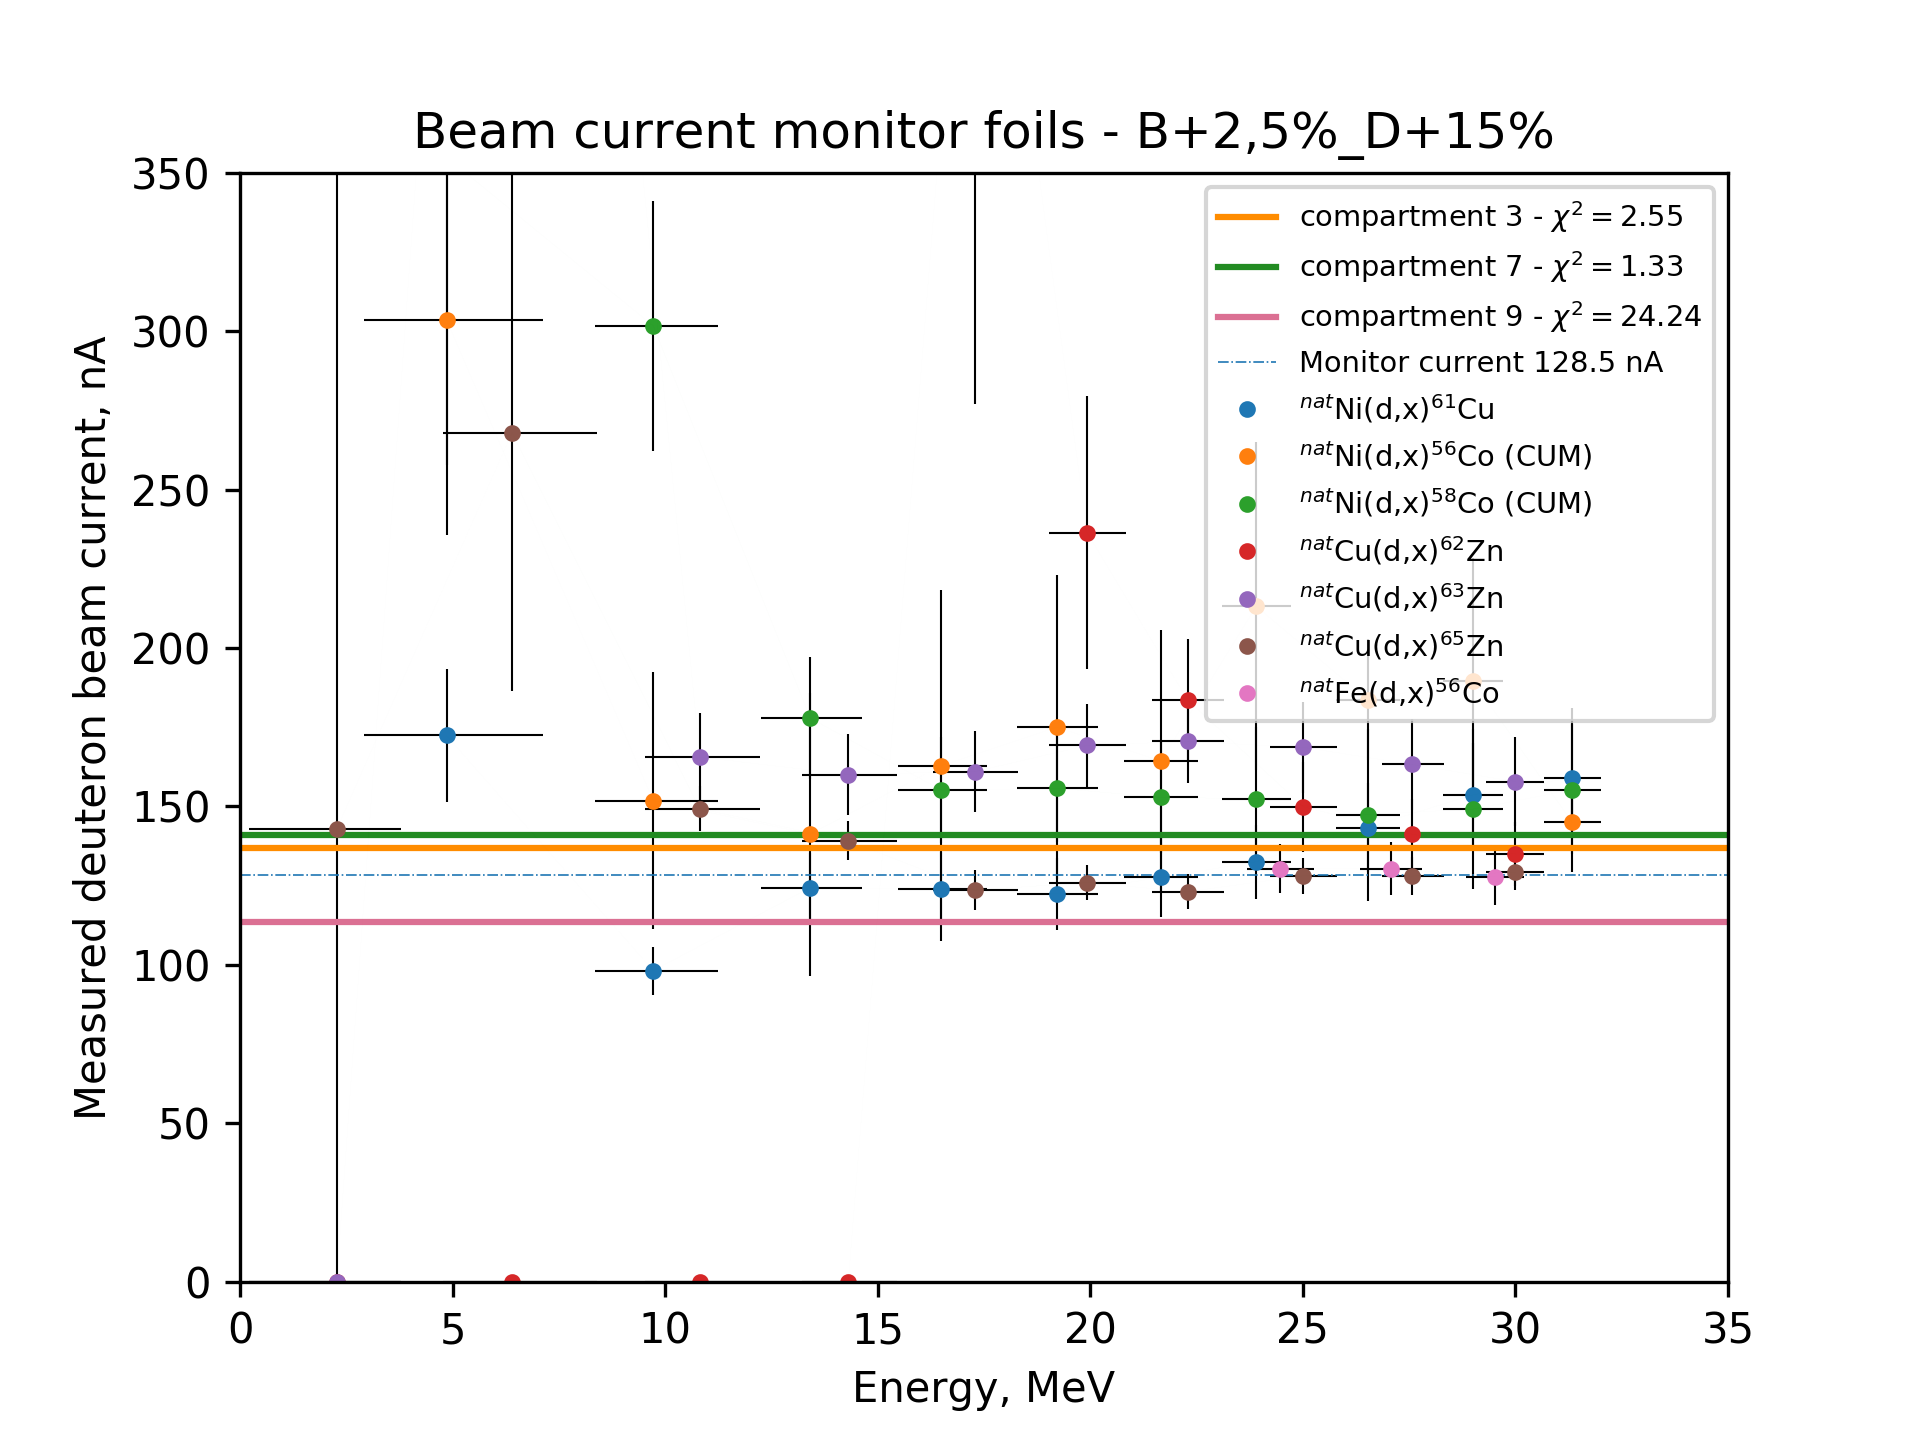 Beam current monitor foils - B+2,5%_D+15%
Measured deuteron beam current, nA
350
300
250
200
150
100
50
0
0 5 10 15 20 25 30 35
Energy, MeV
compartment 3 - χ² = 2.55
compartment 7 - χ² = 1.33
compartment 9 - χ² = 24.24
Monitor current 128.5 nA
ⁿᵃᵗNi(d,x)⁶¹Cu
ⁿᵃᵗNi(d,x)⁵⁶Co (CUM)
ⁿᵃᵗNi(d,x)⁵⁸Co (CUM)
ⁿᵃᵗCu(d,x)⁶²Zn
ⁿᵃᵗCu(d,x)⁶³Zn
ⁿᵃᵗCu(d,x)⁶⁵Zn
ⁿᵃᵗFe(d,x)⁵⁶Co